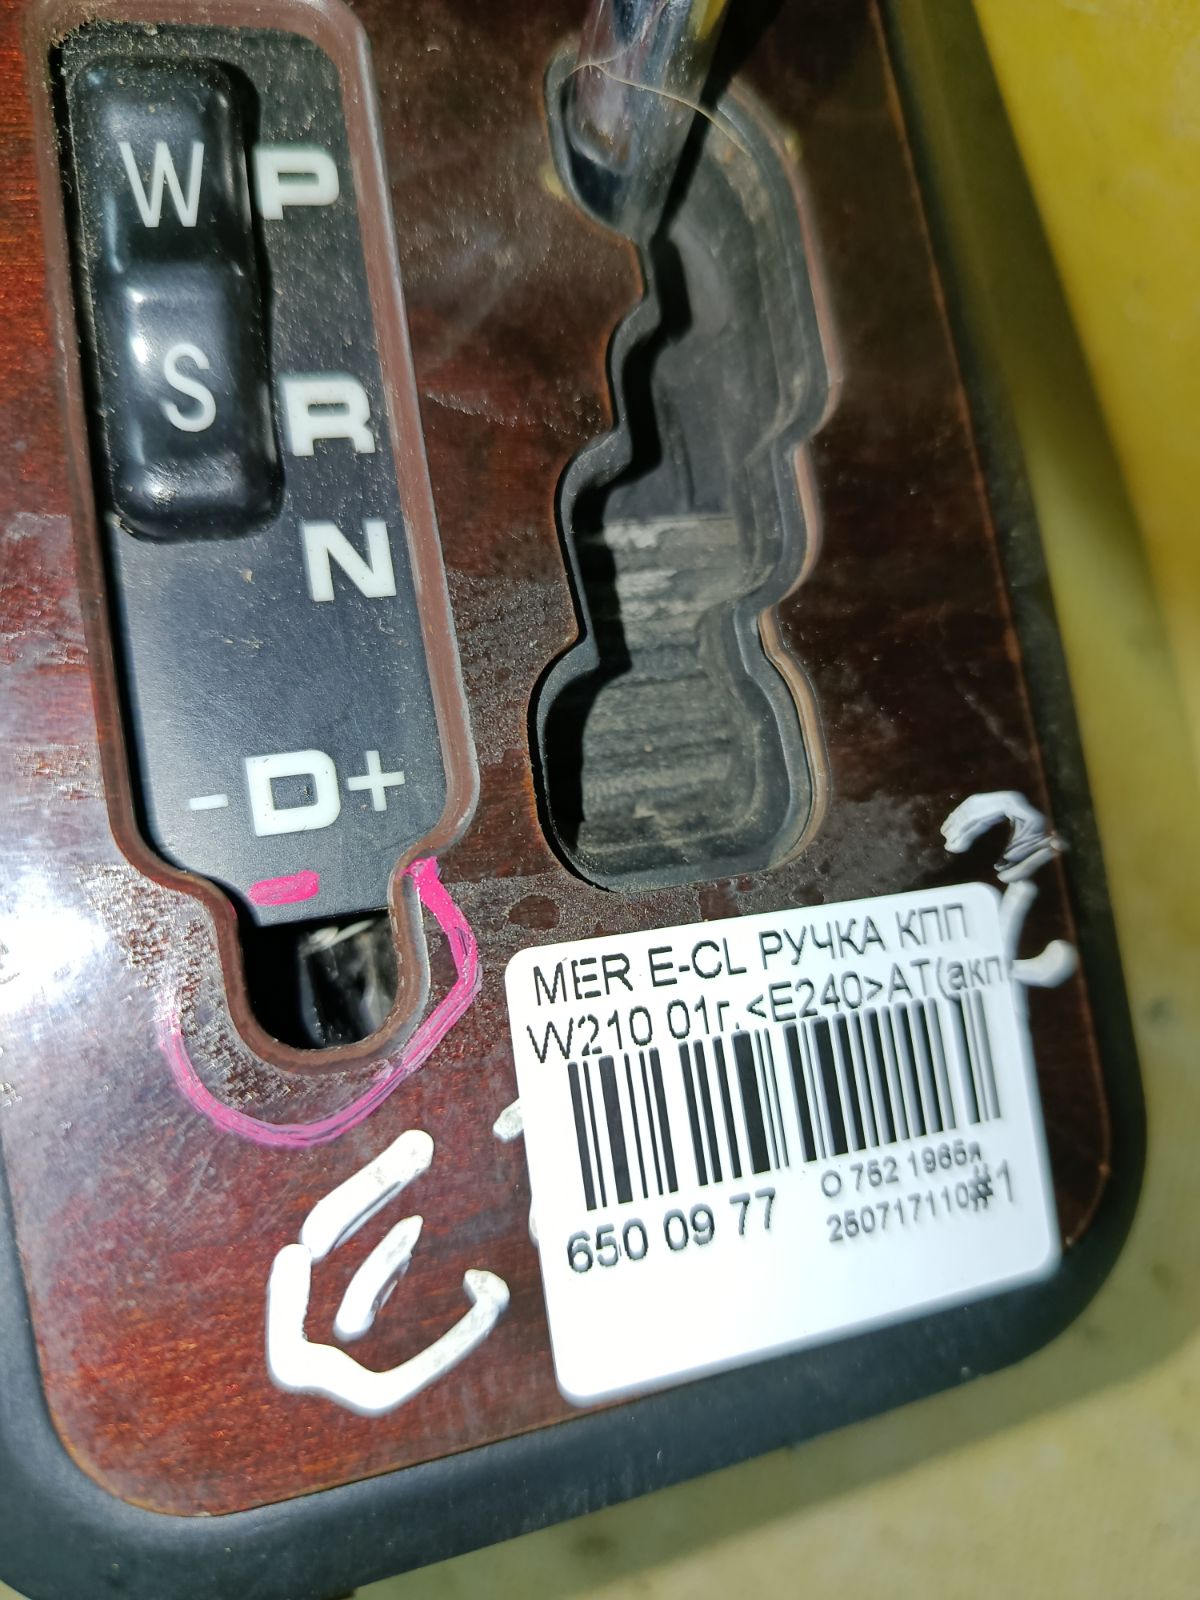 W
P
S
R
N
- D +
MER E-CL РУЧКА КПП
W210 01г.<E240>AT(акп
650 09 77
О 752 1965я
250717110#1